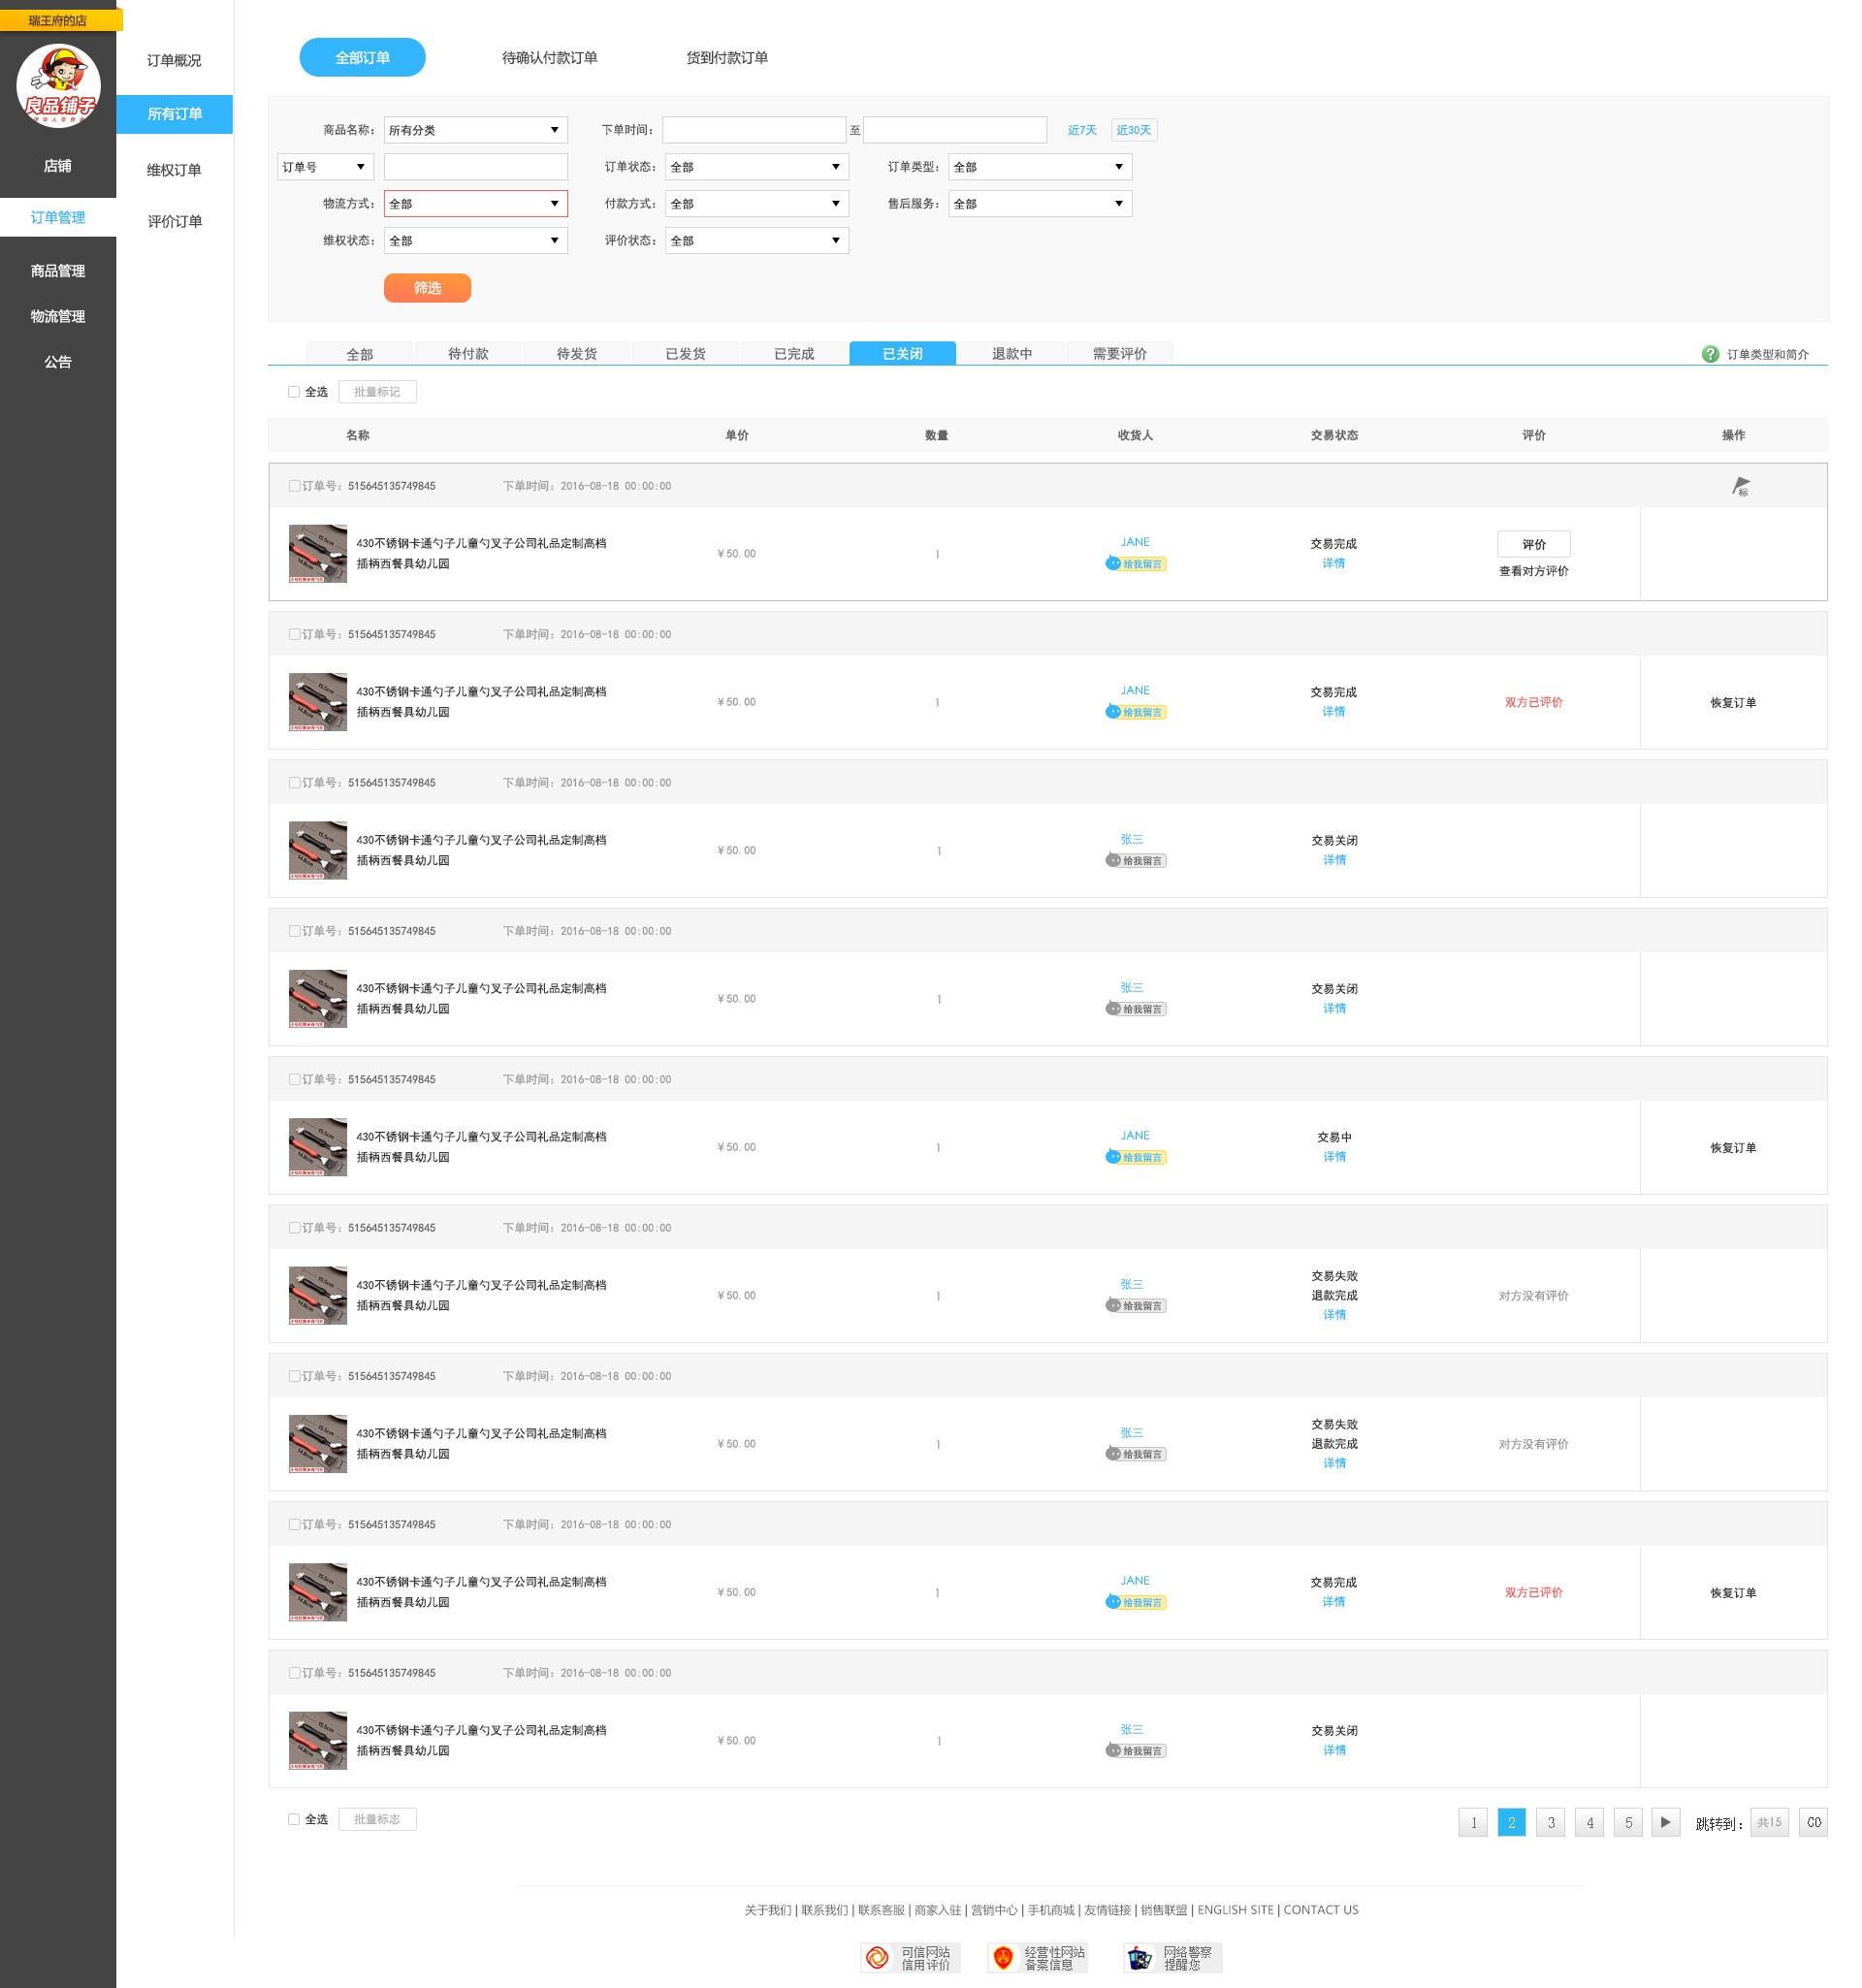 瑞王府的店
良品铺子
店铺
订单管理
商品管理
物流管理
公告
订单概况
所有订单
维权订单
评价订单
全部订单 待确认付款订单 货到付款订单
商品名称： 所有分类 下单时间： 至 近7天 近30天
订单号 订单状态： 全部 订单类型： 全部
物流方式： 全部 付款方式： 全部 售后服务： 全部
维权状态： 全部 评价状态： 全部
筛选
全部 待付款 待发货 已发货 已完成 已关闭 退款中 需要评价 ? 订单类型和简介
全选 批量标记
名称 单价 数量 收货人 交易状态 评价 操作
订单号：515645135749845 下单时间：2016-08-18 00:00:00 标
430不锈钢卡通勺子儿童勺叉子公司礼品定制高档
插柄西餐具幼儿园
￥50.00 1
JANE
给我留言
交易完成
详情
评价
查看对方评价
订单号：515645135749845 下单时间：2016-08-18 00:00:00
430不锈钢卡通勺子儿童勺叉子公司礼品定制高档
插柄西餐具幼儿园
￥50.00 1
JANE
给我留言
交易完成
详情
双方已评价 恢复订单
订单号：515645135749845 下单时间：2016-08-18 00:00:00
430不锈钢卡通勺子儿童勺叉子公司礼品定制高档
插柄西餐具幼儿园
￥50.00 1
张三
给我留言
交易关闭
详情
订单号：515645135749845 下单时间：2016-08-18 00:00:00
430不锈钢卡通勺子儿童勺叉子公司礼品定制高档
插柄西餐具幼儿园
￥50.00 1
张三
给我留言
交易关闭
详情
订单号：515645135749845 下单时间：2016-08-18 00:00:00
430不锈钢卡通勺子儿童勺叉子公司礼品定制高档
插柄西餐具幼儿园
￥50.00 1
JANE
给我留言
交易中
详情
恢复订单
订单号：515645135749845 下单时间：2016-08-18 00:00:00
430不锈钢卡通勺子儿童勺叉子公司礼品定制高档
插柄西餐具幼儿园
￥50.00 1
张三
给我留言
交易失败
退款完成
详情
对方没有评价
订单号：515645135749845 下单时间：2016-08-18 00:00:00
430不锈钢卡通勺子儿童勺叉子公司礼品定制高档
插柄西餐具幼儿园
￥50.00 1
张三
给我留言
交易失败
退款完成
详情
对方没有评价
订单号：515645135749845 下单时间：2016-08-18 00:00:00
430不锈钢卡通勺子儿童勺叉子公司礼品定制高档
插柄西餐具幼儿园
￥50.00 1
JANE
给我留言
交易完成
详情
双方已评价 恢复订单
订单号：515645135749845 下单时间：2016-08-18 00:00:00
430不锈钢卡通勺子儿童勺叉子公司礼品定制高档
插柄西餐具幼儿园
￥50.00 1
张三
给我留言
交易关闭
详情
全选 批量标志
1 2 3 4 5 跳转到： 共15 GO
关于我们 | 联系我们 | 联系客服 | 商家入驻 | 营销中心 | 手机商城 | 友情链接 | 销售联盟 | ENGLISH SITE | CONTACT US
可信网站
信用评价
经营性网站
备案信息
网络警察
提醒您